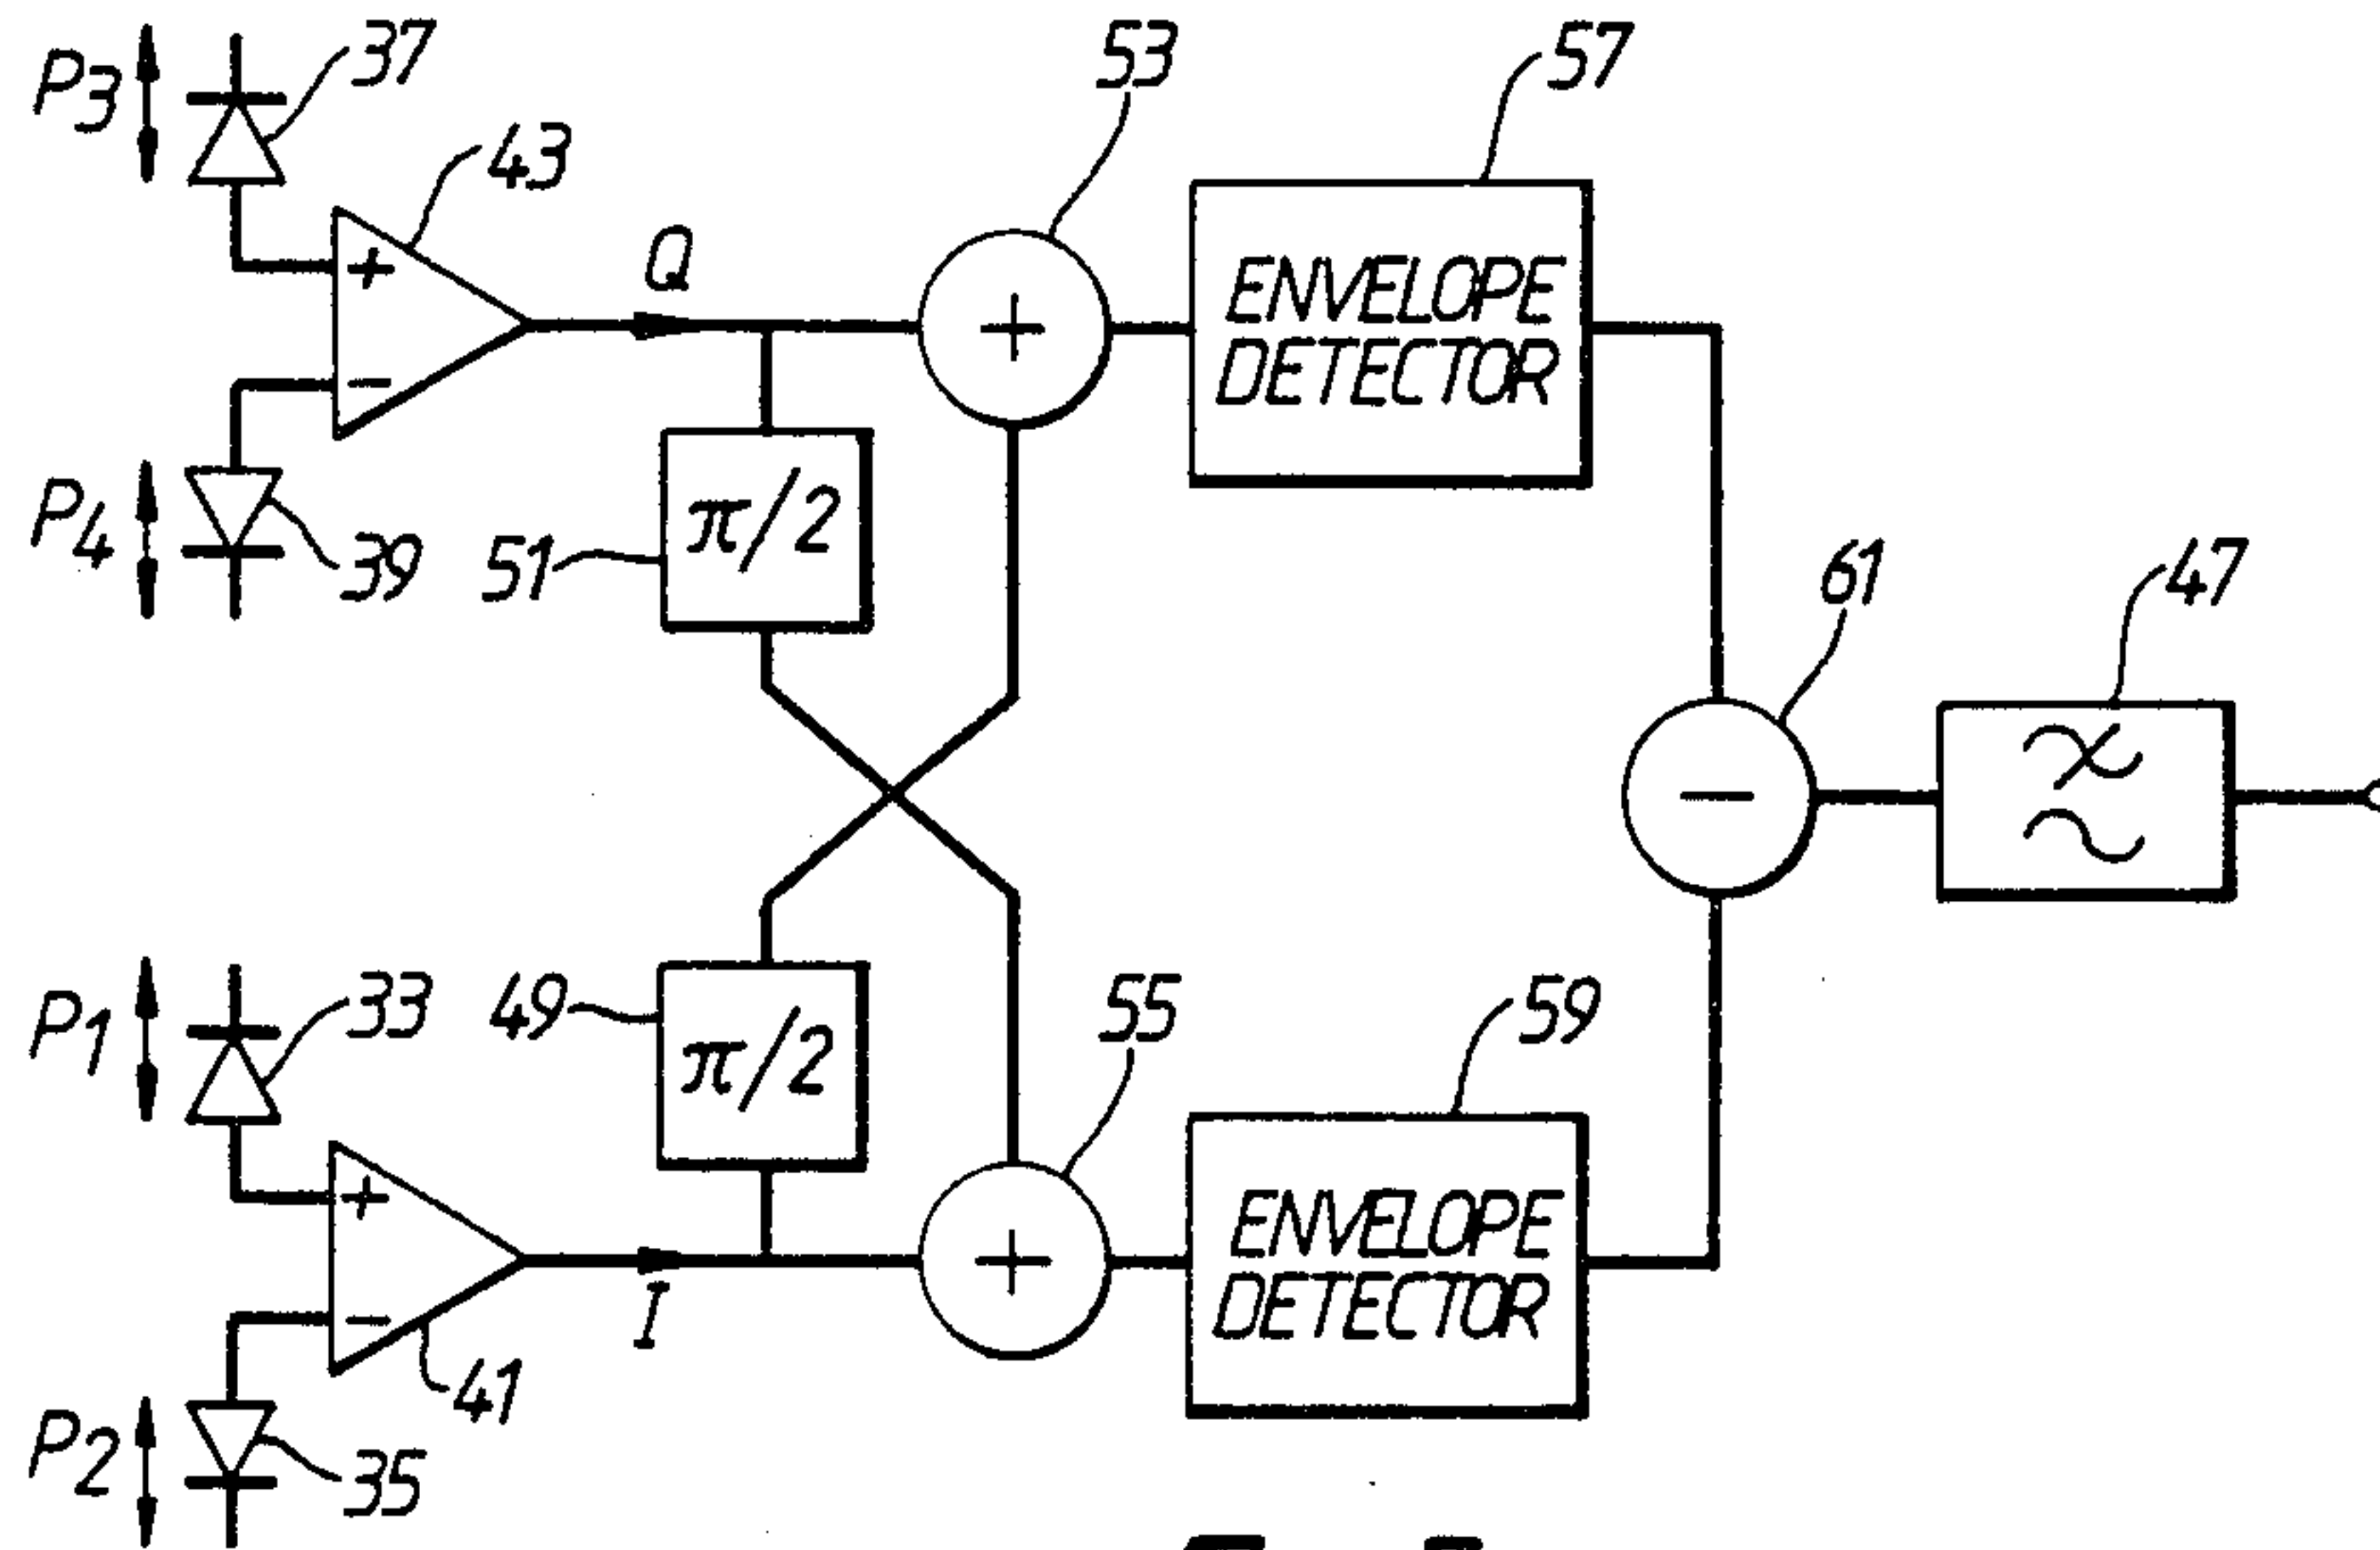 P3
37
43
53
57
+
Q
+
ENVELOPE
DETECTOR
−
P4
39
51
π/2
61
47
−
P1
33
49
π/2
55
59
+
I
+
ENVELOPE
DETECTOR
−
41
P2
35